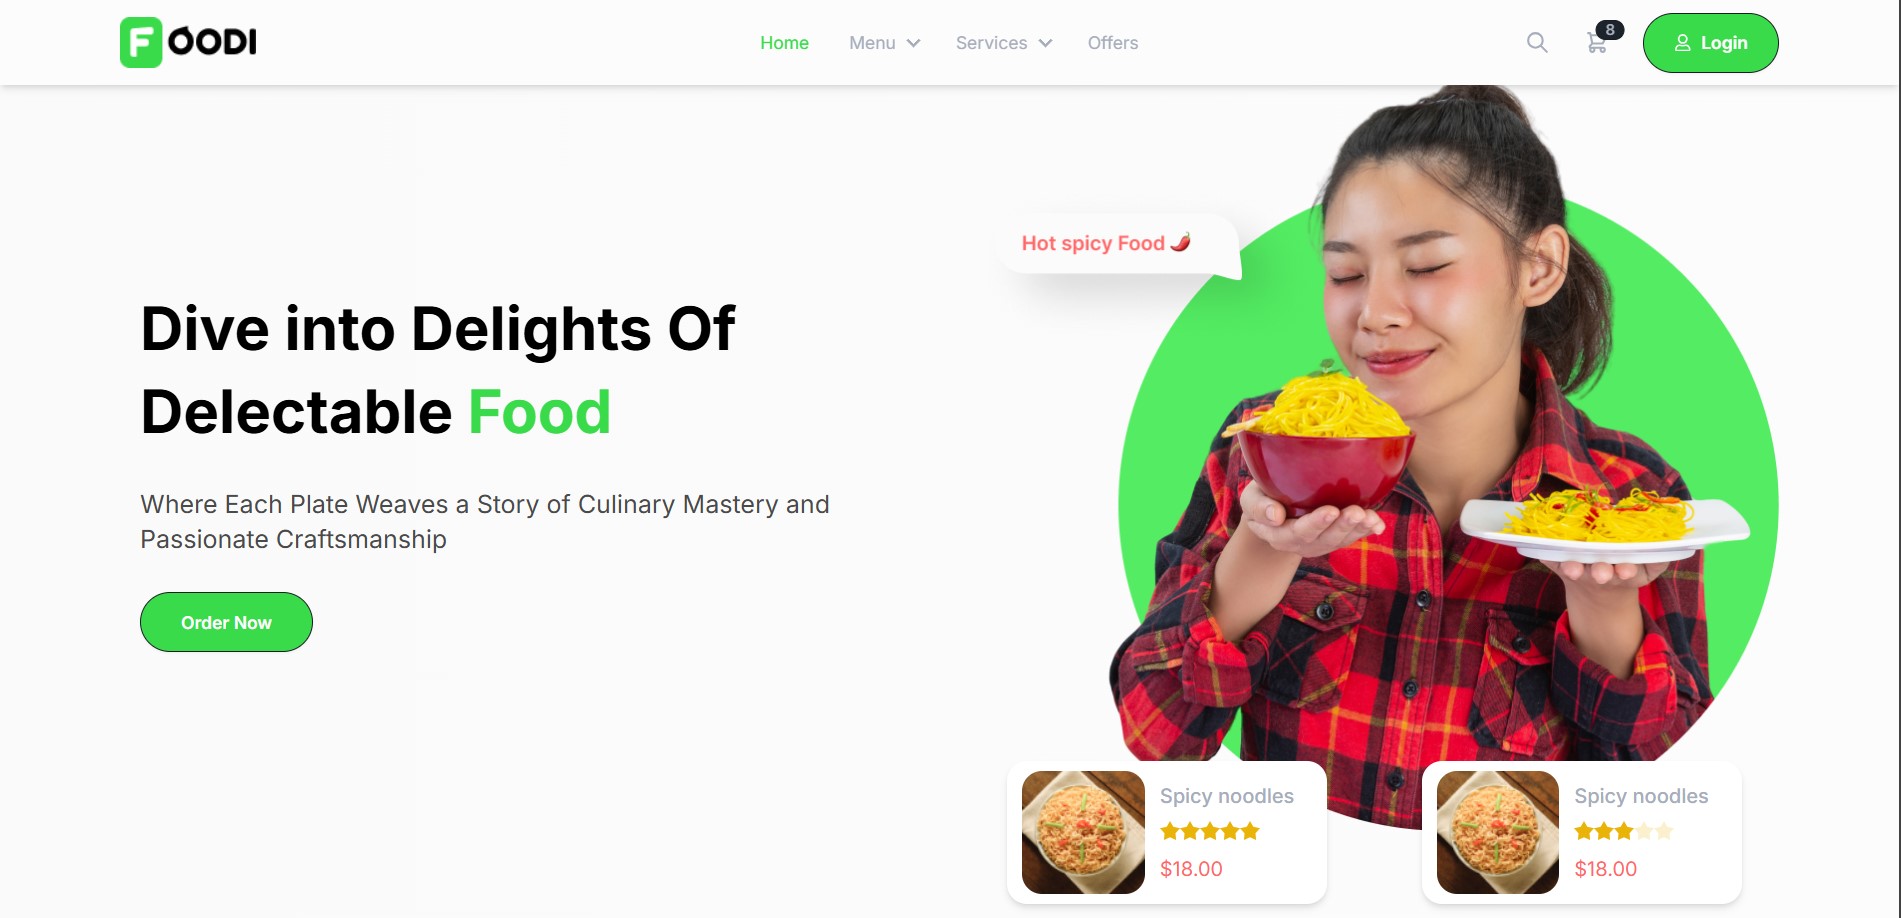 FOODI
Home
Menu
Services
Offers
8
Login
Hot spicy Food 🌶
Dive into Delights Of
Delectable Food
Where Each Plate Weaves a Story of Culinary Mastery and
Passionate Craftsmanship
Order Now
Spicy noodles
$18.00
Spicy noodles
$18.00